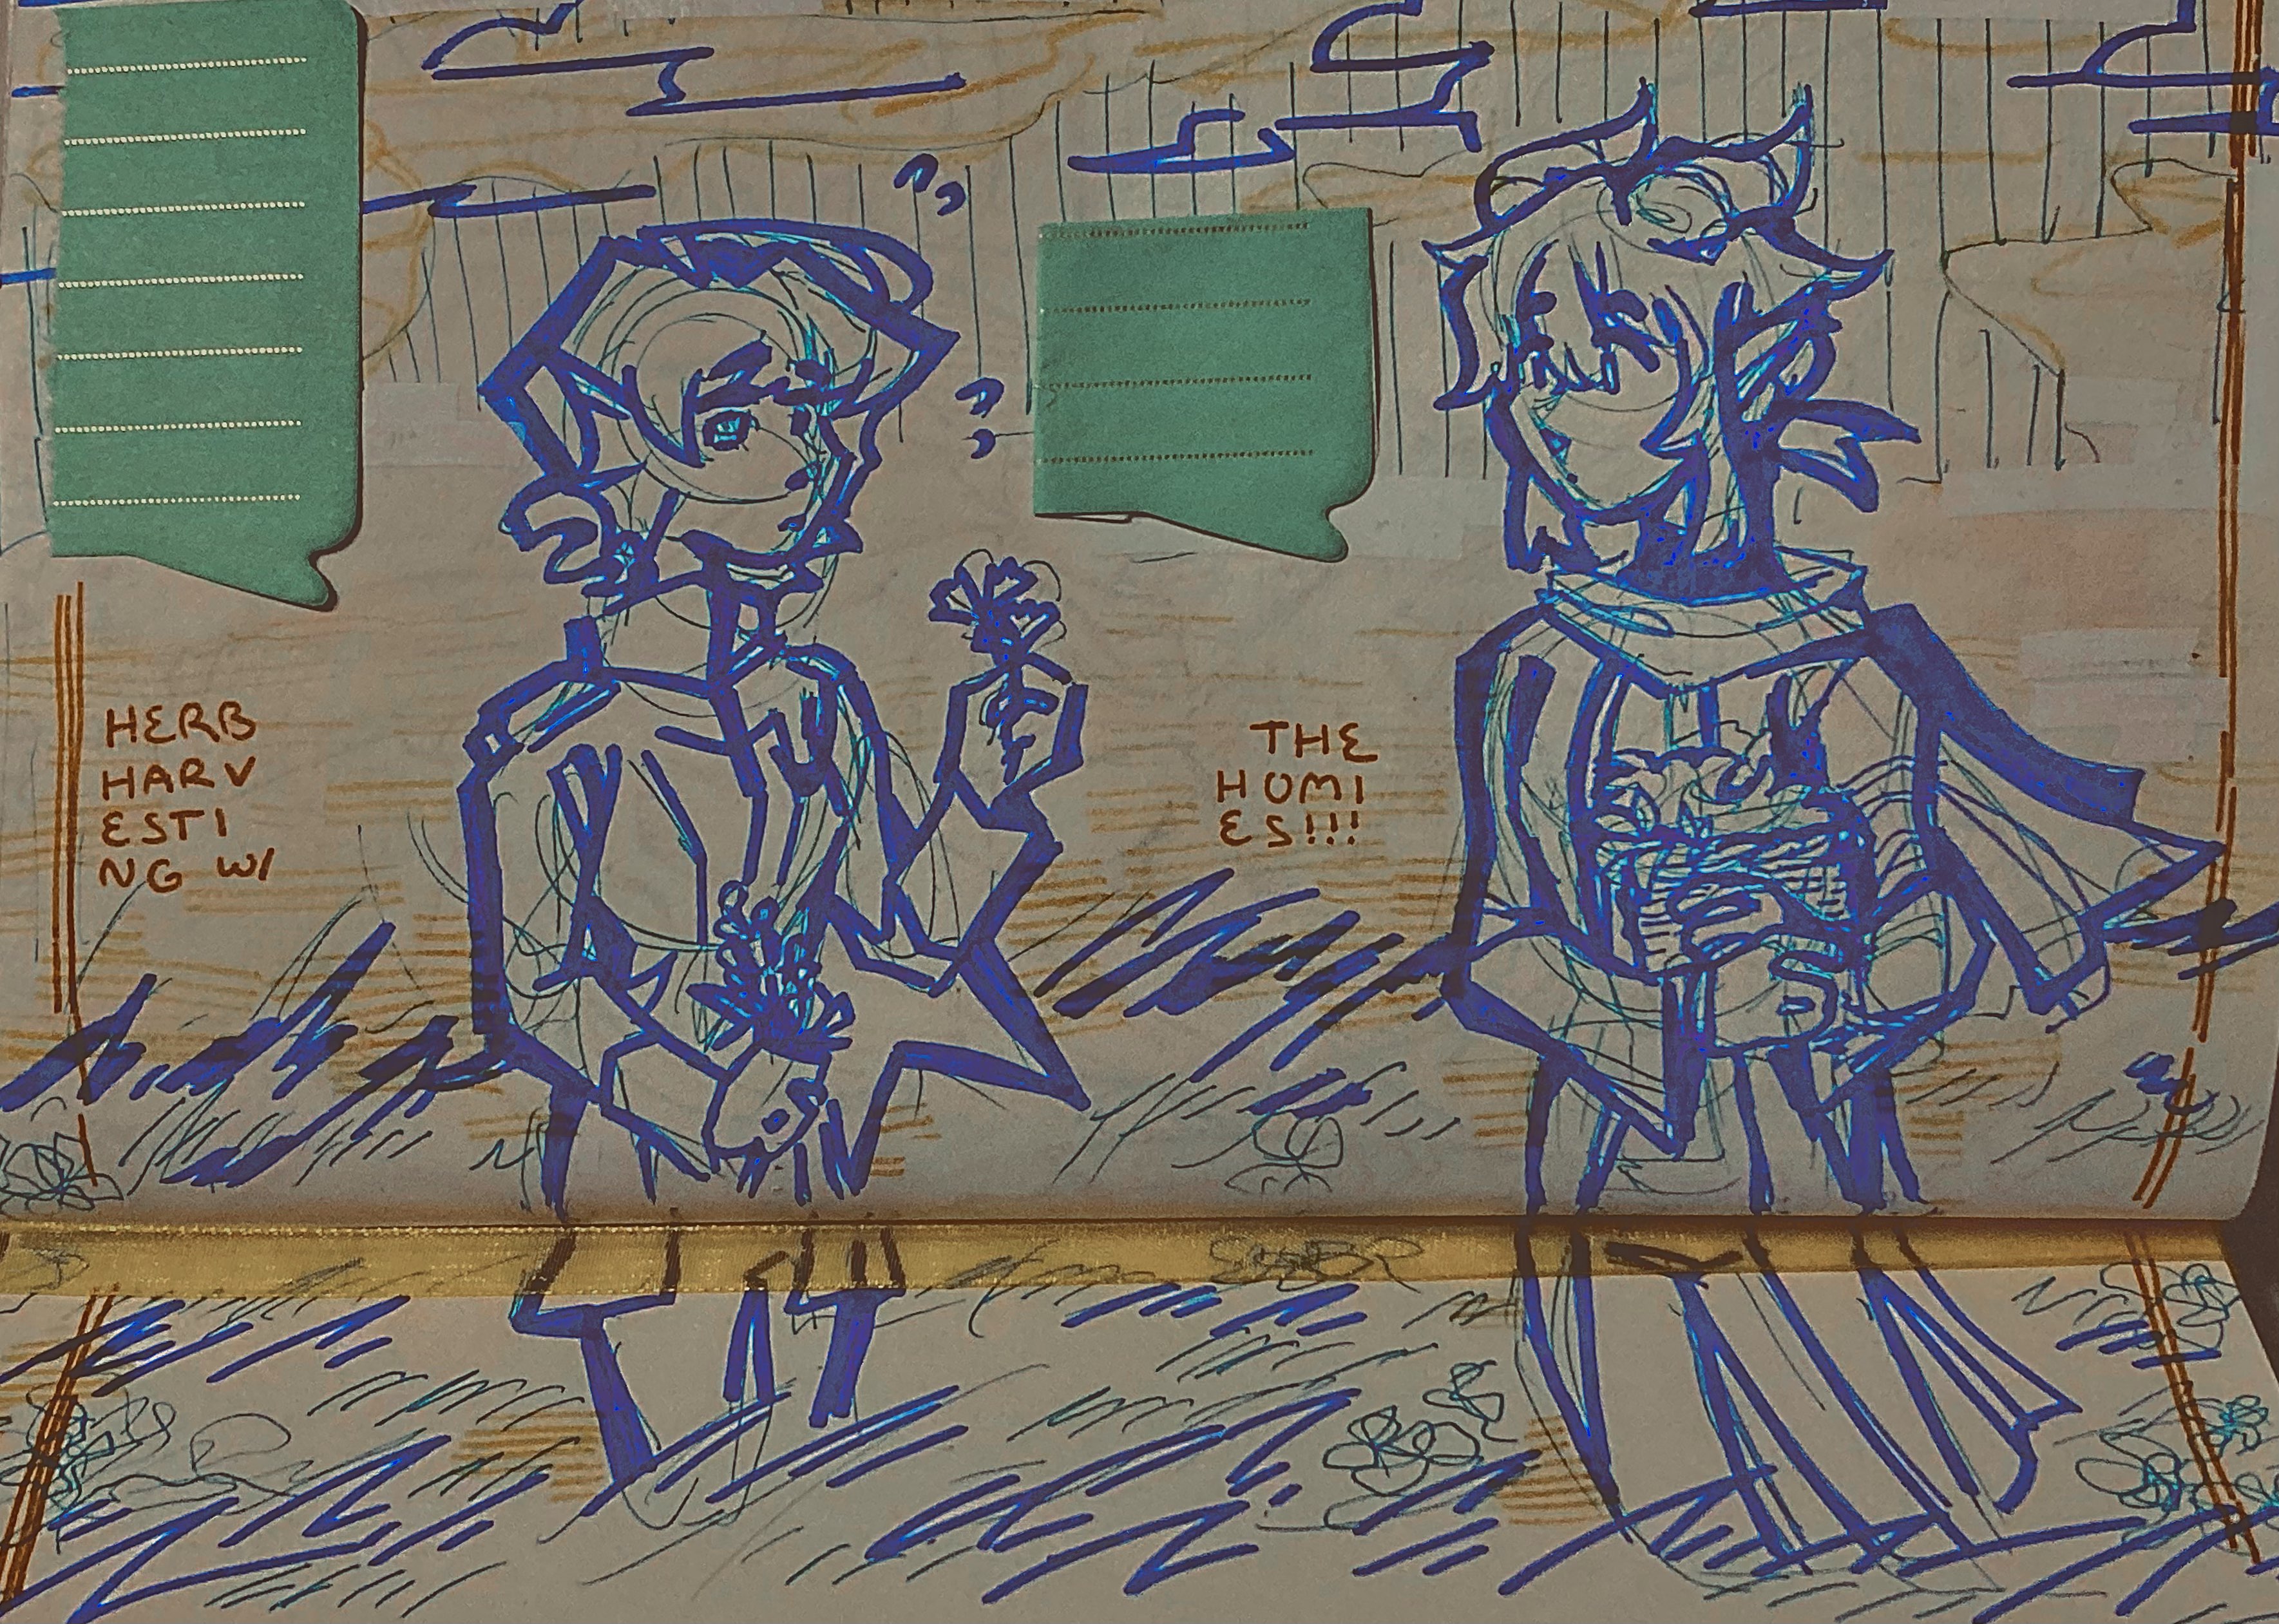 HERB
HARV
ESTI
NG W/
THE
HOMI
ES!!!